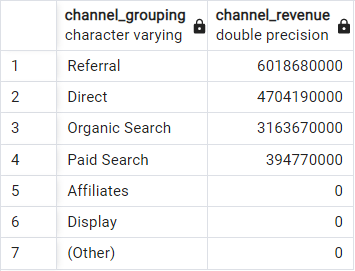 channel_grouping channel_revenue
character varying double precision
1 Referral 6018680000
2 Direct 4704190000
3 Organic Search 3163670000
4 Paid Search 394770000
5 Affiliates 0
6 Display 0
7 (Other) 0